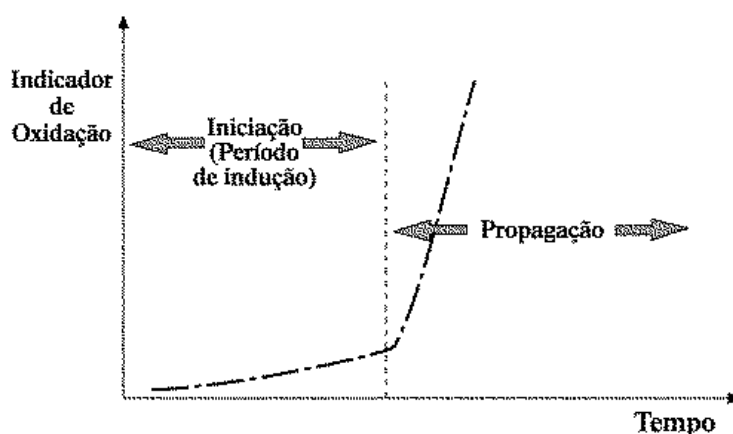 Indicador
de
Oxidação
Iniciação
(Período
de indução)
Propagação
Tempo